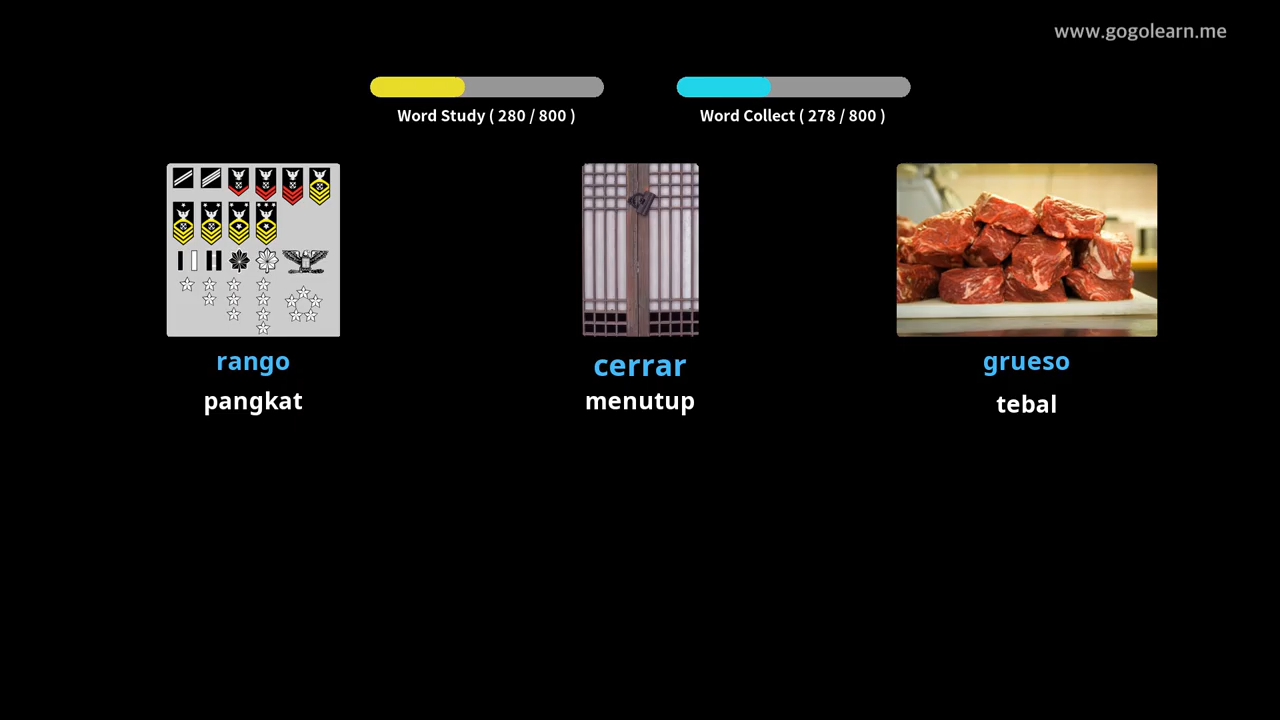 www.gogolearn.me
Word Study ( 280 / 800 )
Word Collect ( 278 / 800 )
rango
pangkat
cerrar
menutup
grueso
tebal